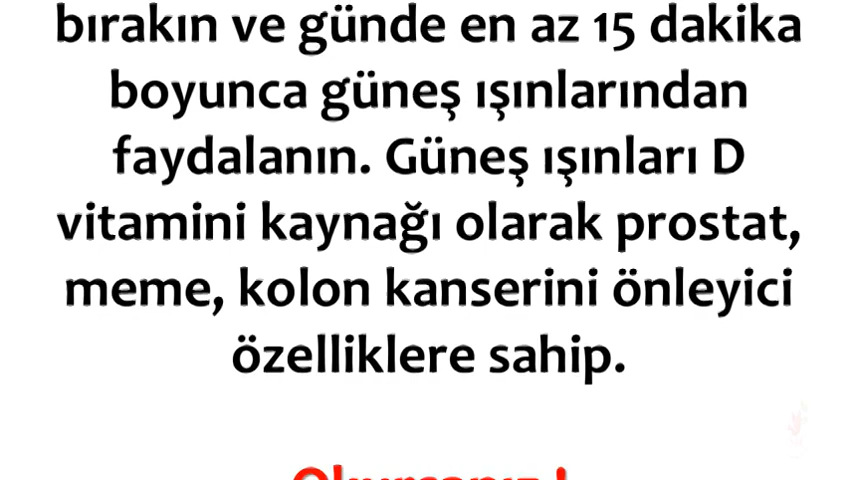 bırakın ve günde en az 15 dakika
boyunca güneş ışınlarından
faydalanın. Güneş ışınları D
vitamini kaynağı olarak prostat,
meme, kolon kanserini önleyici
özelliklere sahip.
Okursanız !